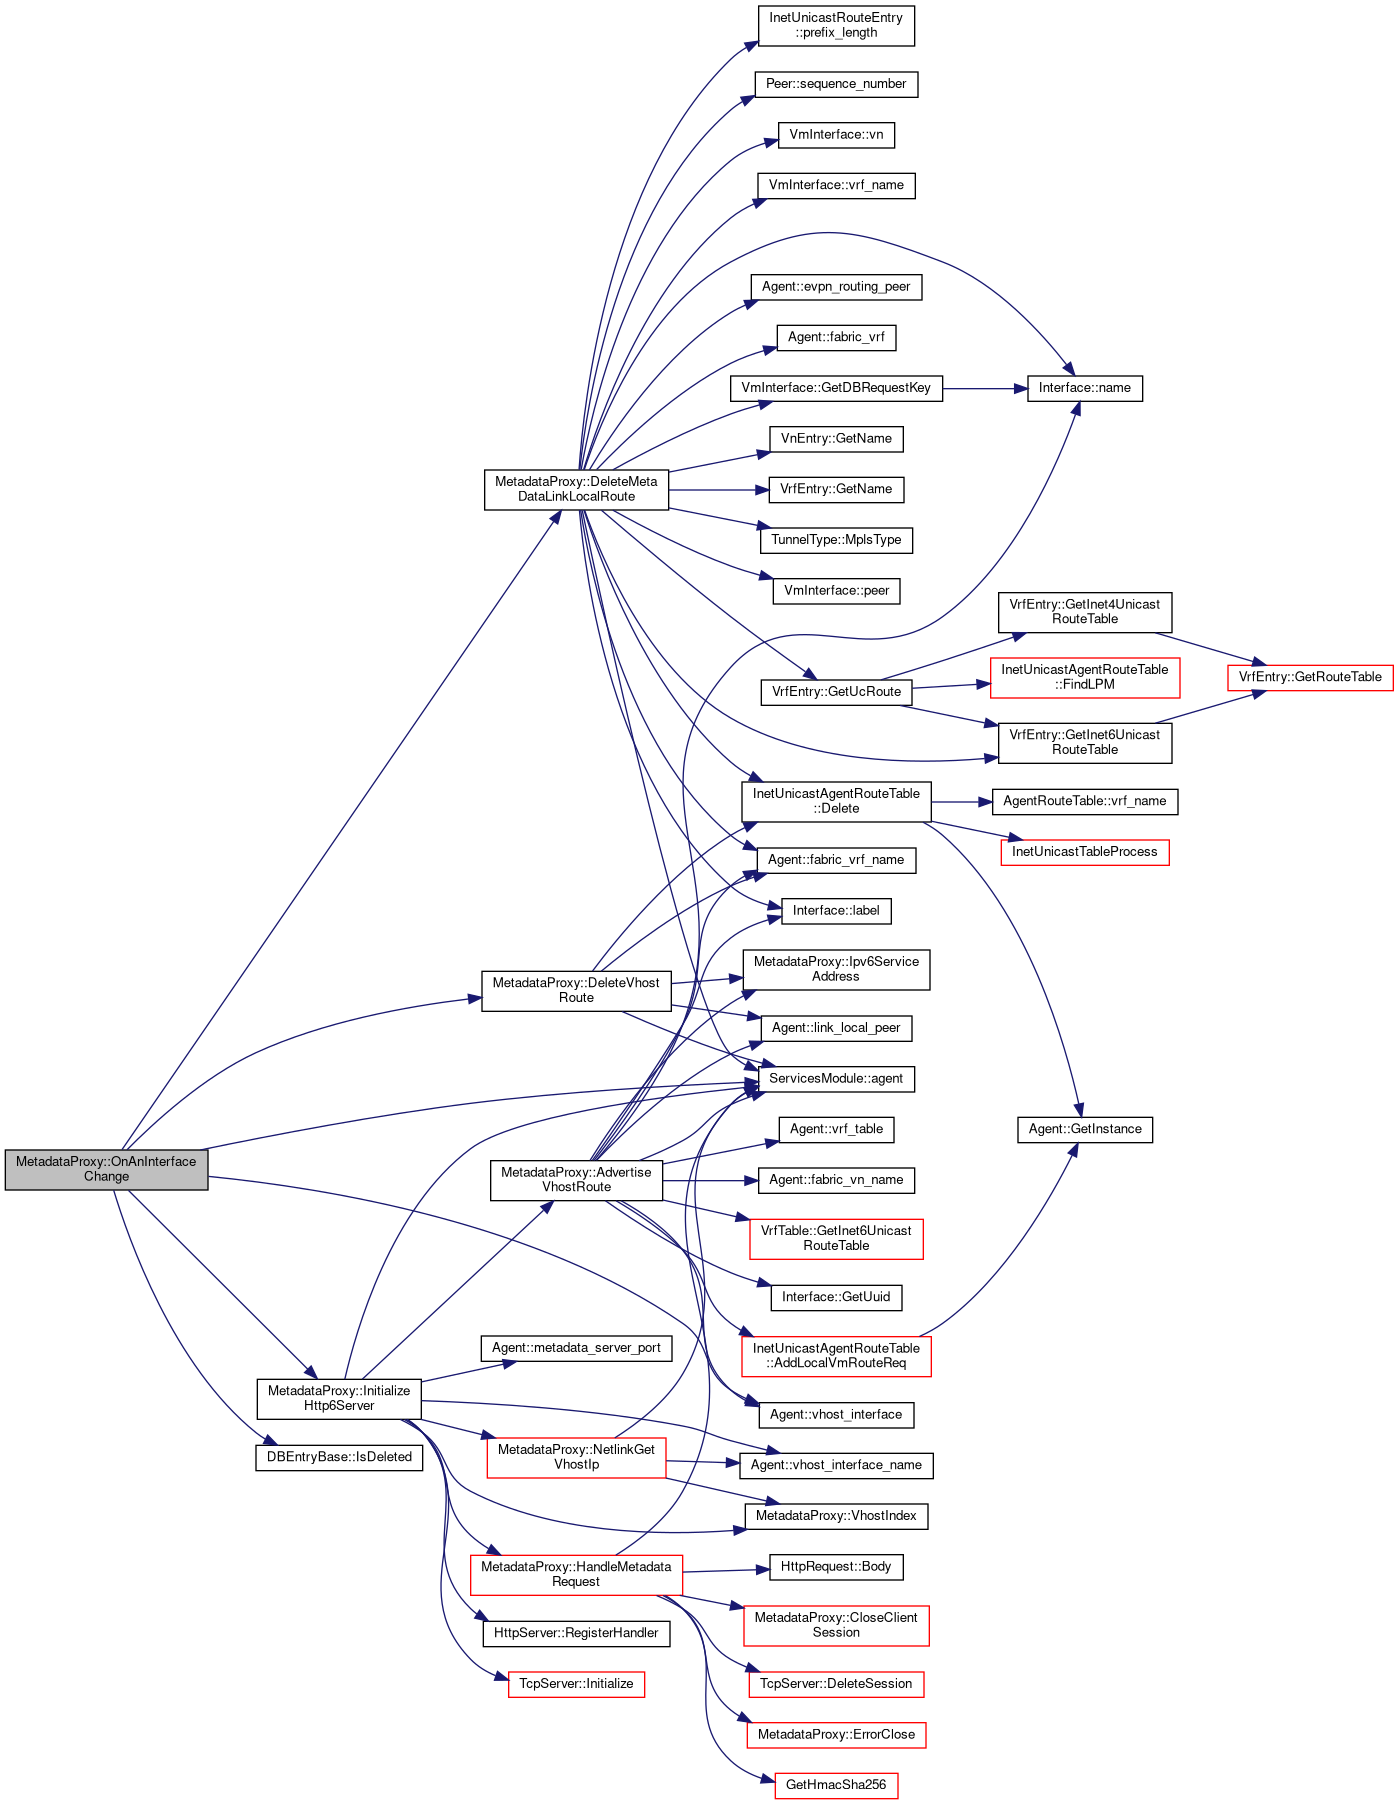 InetUnicastRouteEntry
::prefix_length
Peer::sequence_number
VmInterface::vn
VmInterface::vrf_name
Agent::evpn_routing_peer
Agent::fabric_vrf
VmInterface::GetDBRequestKey
Interface::name
VnEntry::GetName
MetadataProxy::DeleteMeta
DataLinkLocalRoute
VrfEntry::GetName
TunnelType::MplsType
VmInterface::peer
VrfEntry::GetInet4Unicast
RouteTable
VrfEntry::GetUcRoute
InetUnicastAgentRouteTable
::FindLPM
VrfEntry::GetRouteTable
VrfEntry::GetInet6Unicast
RouteTable
InetUnicastAgentRouteTable
::Delete
AgentRouteTable::vrf_name
InetUnicastTableProcess
Agent::fabric_vrf_name
Interface::label
MetadataProxy::Ipv6Service
Address
MetadataProxy::DeleteVhost
Route
Agent::link_local_peer
ServicesModule::agent
Agent::vrf_table
Agent::GetInstance
MetadataProxy::OnAnInterface
Change
MetadataProxy::Advertise
VhostRoute
Agent::fabric_vn_name
VrfTable::GetInet6Unicast
RouteTable
Interface::GetUuid
Agent::metadata_server_port
InetUnicastAgentRouteTable
::AddLocalVmRouteReq
MetadataProxy::Initialize
Http6Server
Agent::vhost_interface
DBEntryBase::IsDeleted
MetadataProxy::NetlinkGet
VhostIp
Agent::vhost_interface_name
MetadataProxy::VhostIndex
MetadataProxy::HandleMetadata
Request
HttpRequest::Body
MetadataProxy::CloseClient
Session
HttpServer::RegisterHandler
TcpServer::Initialize
TcpServer::DeleteSession
MetadataProxy::ErrorClose
GetHmacSha256